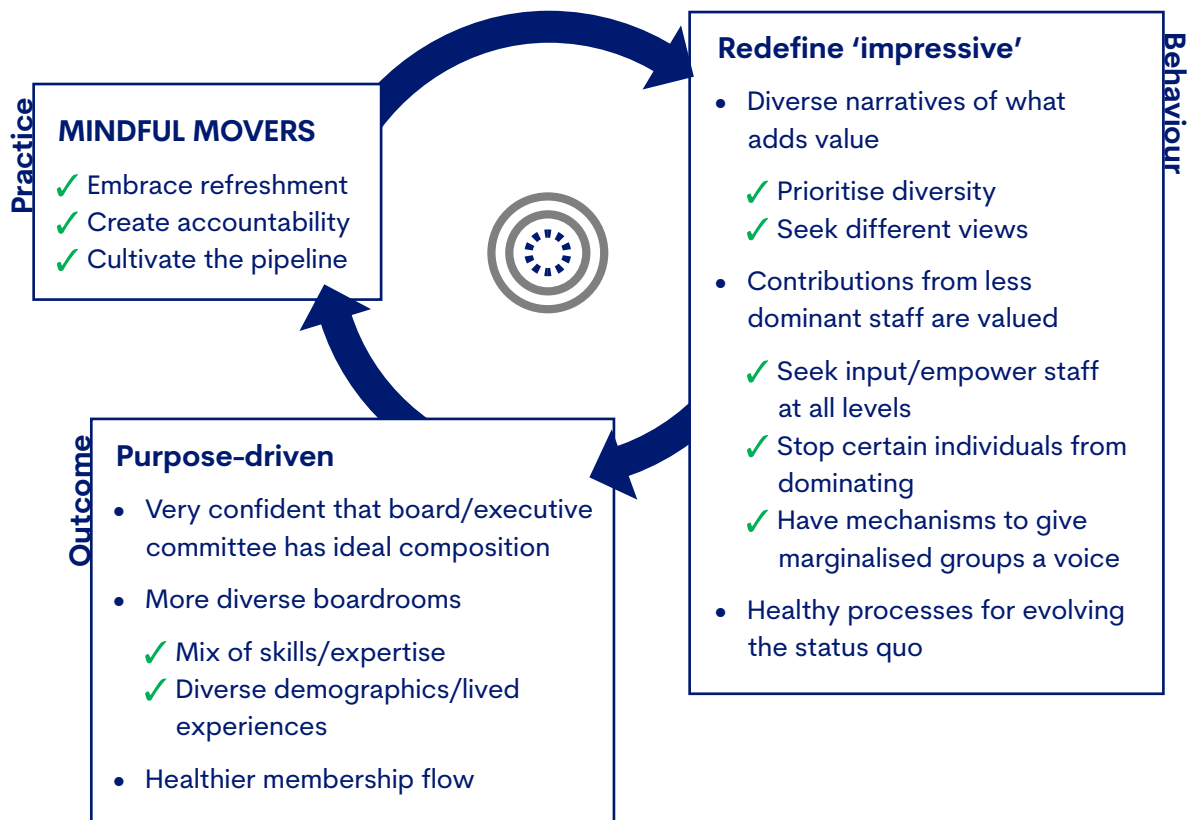 Practice
MINDFUL MOVERS
✓ Embrace refreshment
✓ Create accountability
✓ Cultivate the pipeline
Behaviour
Redefine ‘impressive’
• Diverse narratives of what
adds value
✓ Prioritise diversity
✓ Seek different views
• Contributions from less
dominant staff are valued
✓ Seek input/empower staff
at all levels
✓ Stop certain individuals from
dominating
✓ Have mechanisms to give
marginalised groups a voice
• Healthy processes for evolving
the status quo
Outcome
Purpose-driven
• Very confident that board/executive
committee has ideal composition
• More diverse boardrooms
✓ Mix of skills/expertise
✓ Diverse demographics/lived
experiences
• Healthier membership flow